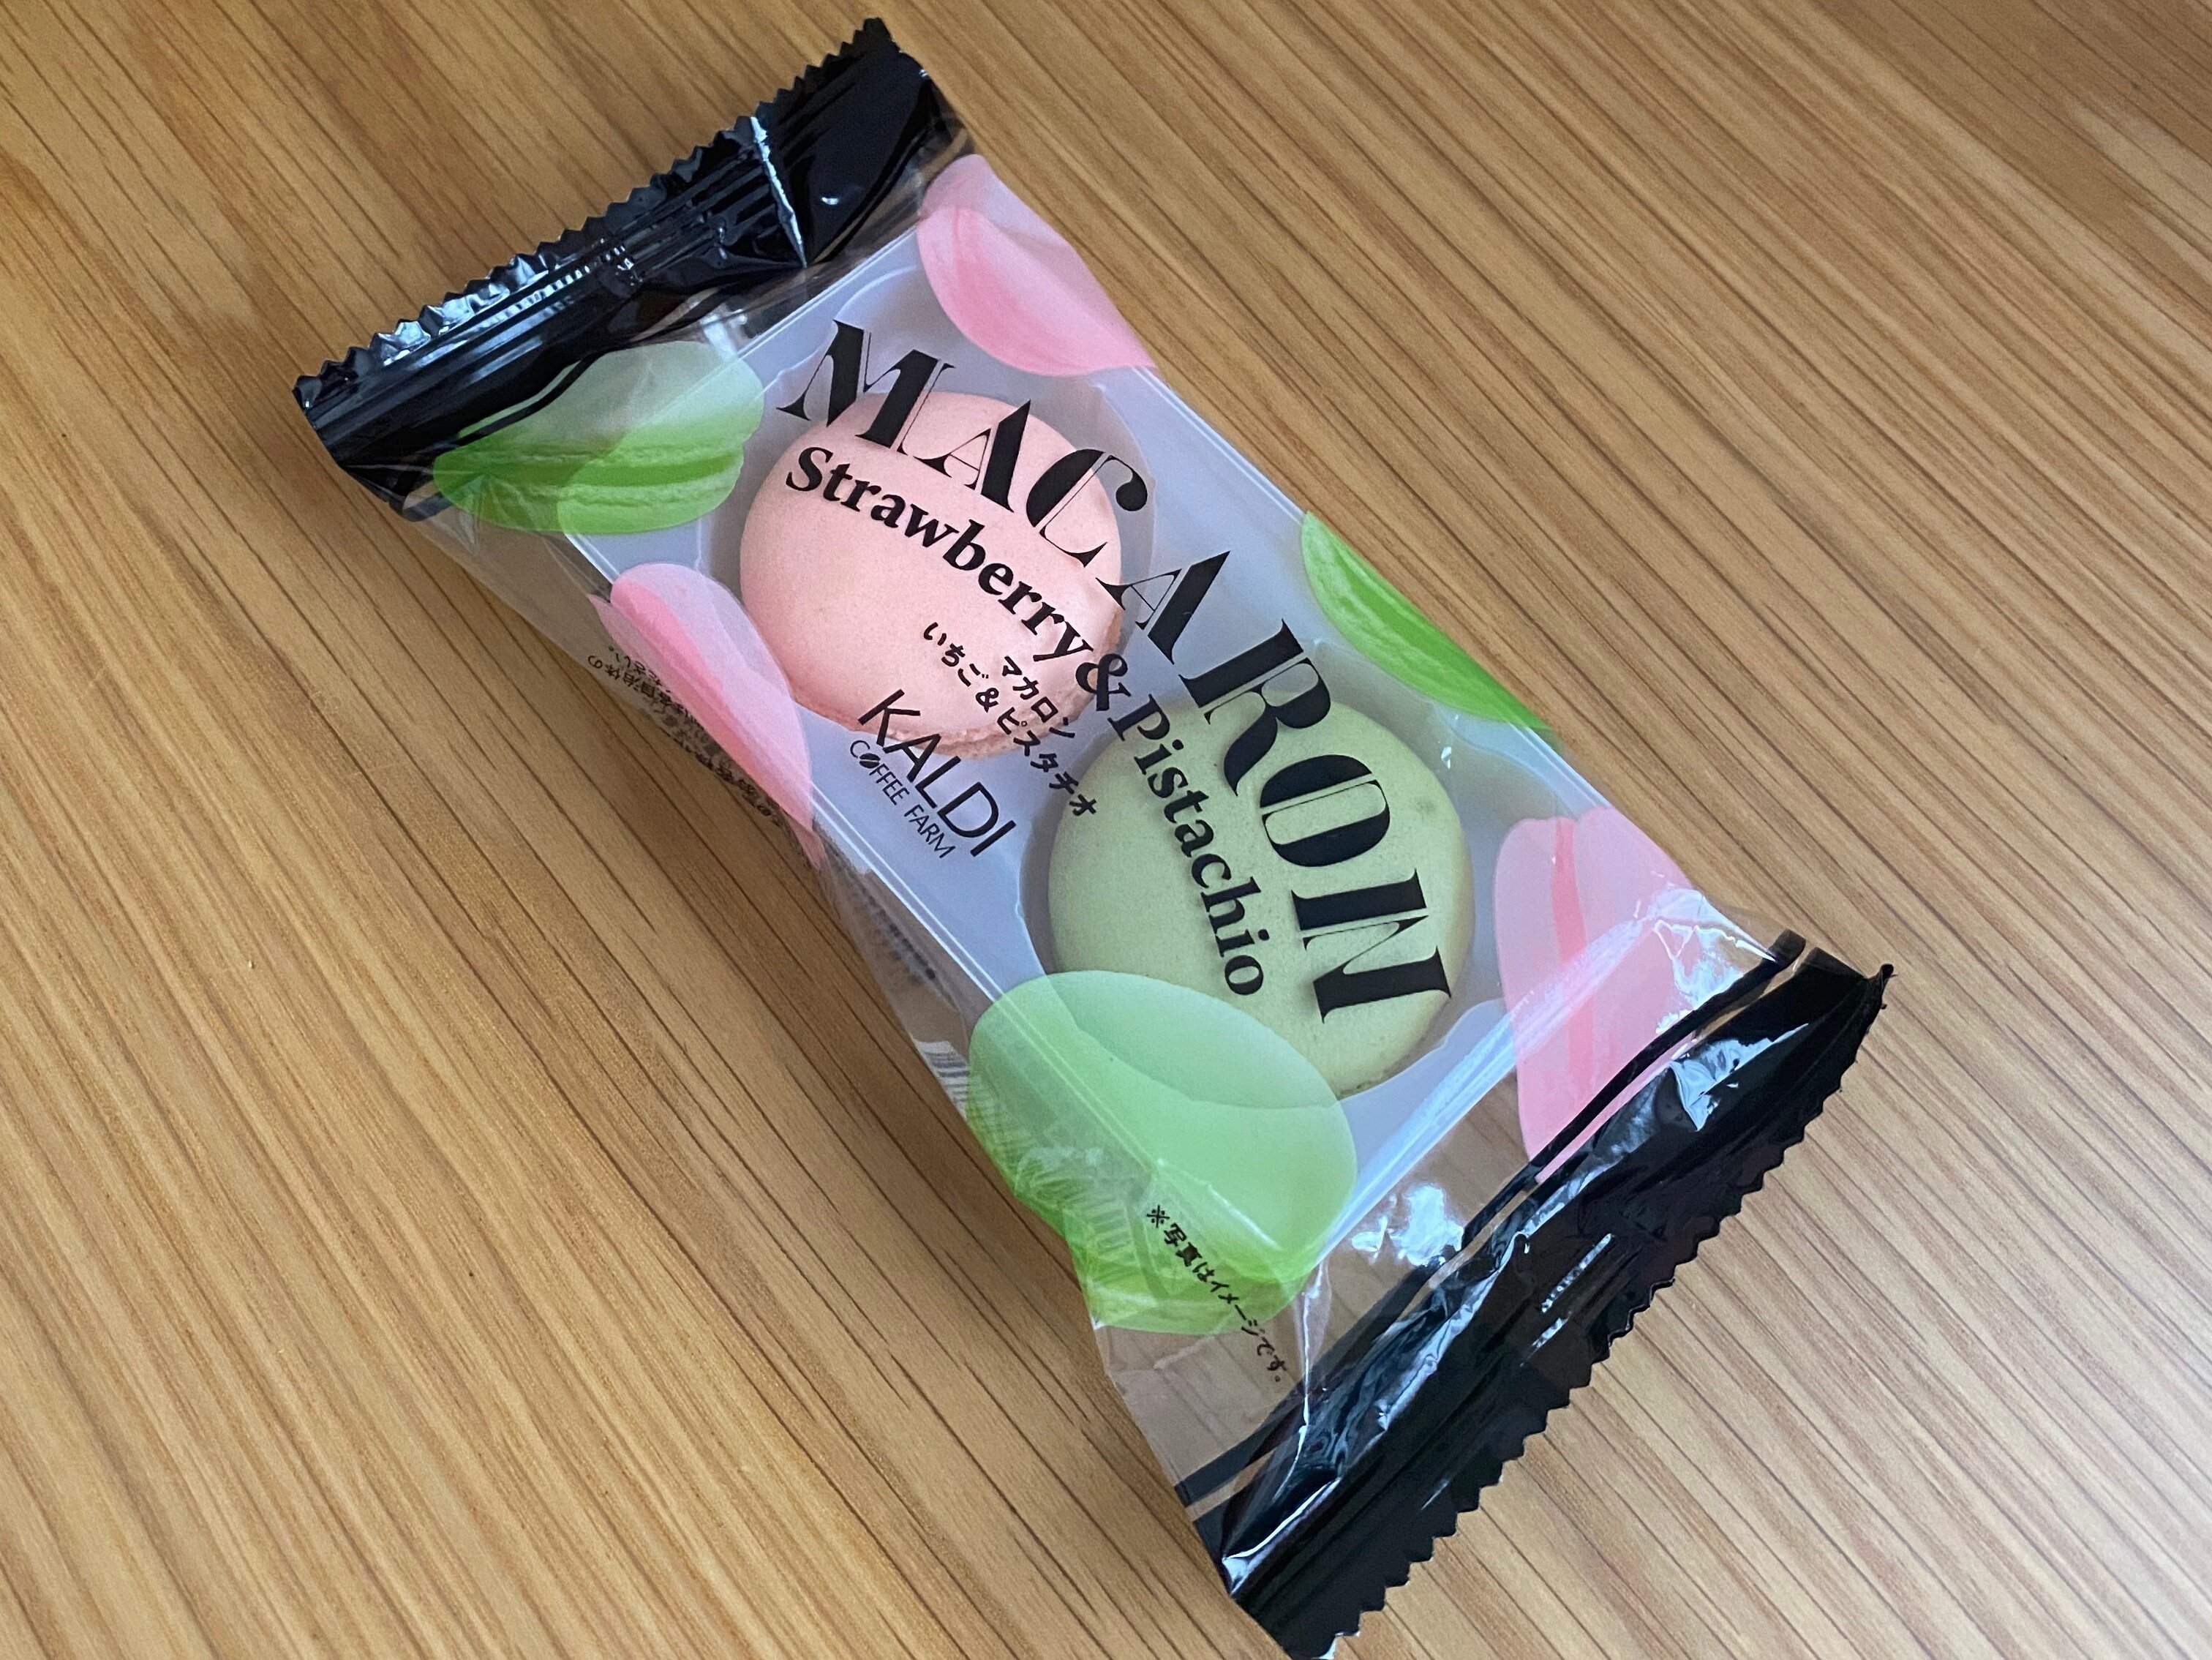 MACARON
Strawberry&Pistachio
マカロン
いちご&ピスタチオ
KALDI
COFFEE FARM
※写真はイメージです。